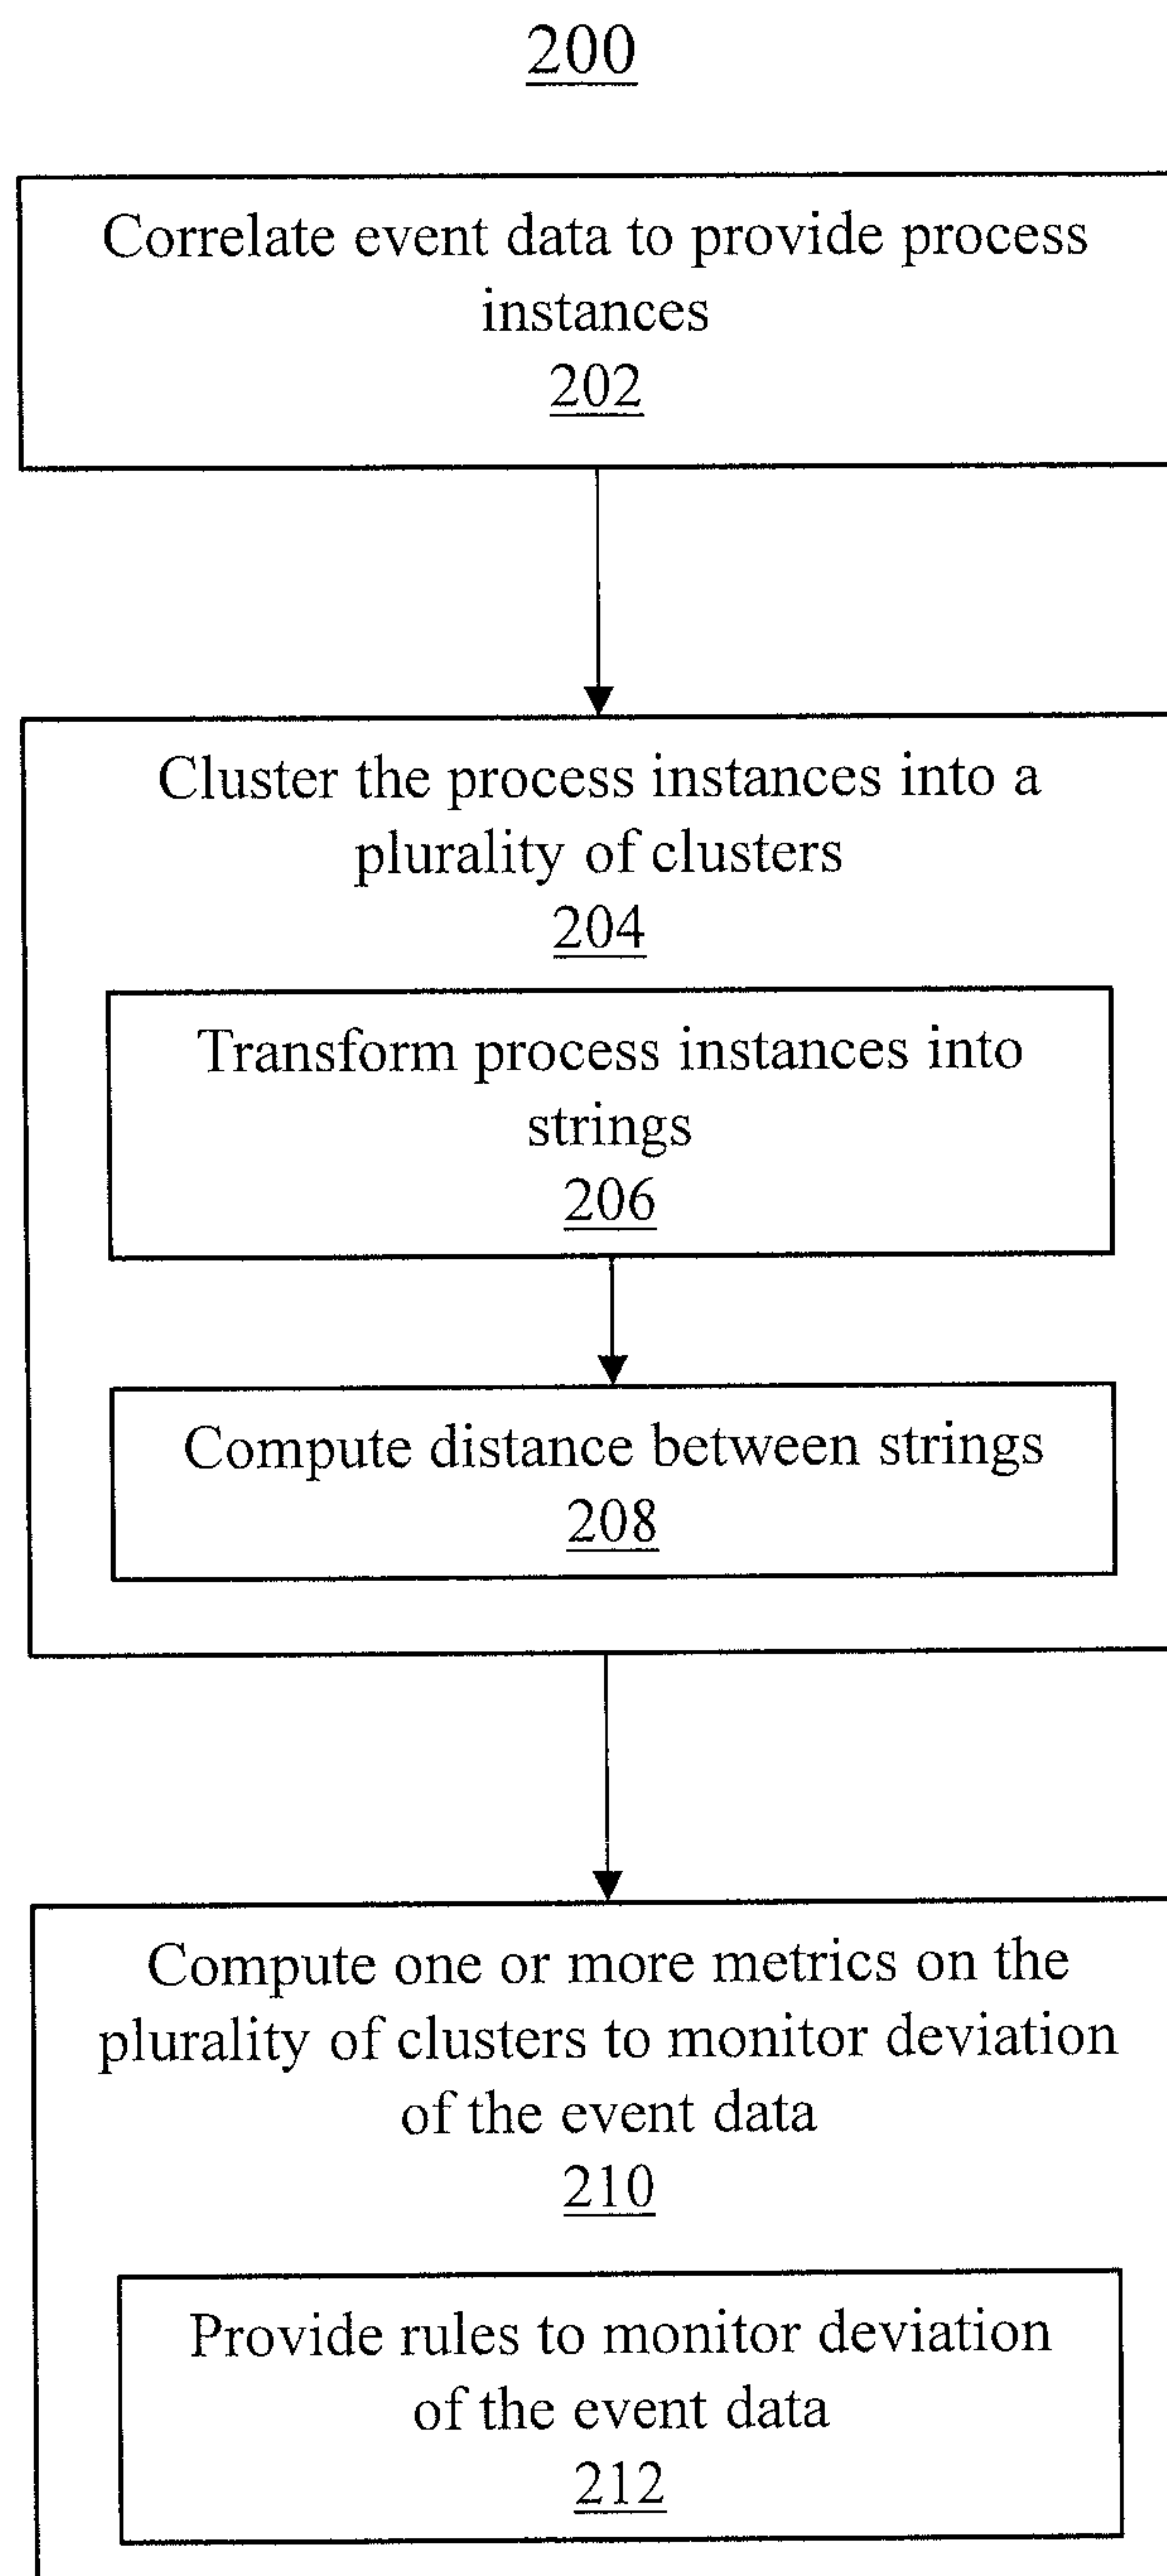 200
Correlate event data to provide process
instances
202
Cluster the process instances into a
plurality of clusters
204
Transform process instances into
strings
206
Compute distance between strings
208
Compute one or more metrics on the
plurality of clusters to monitor deviation
of the event data
210
Provide rules to monitor deviation
of the event data
212